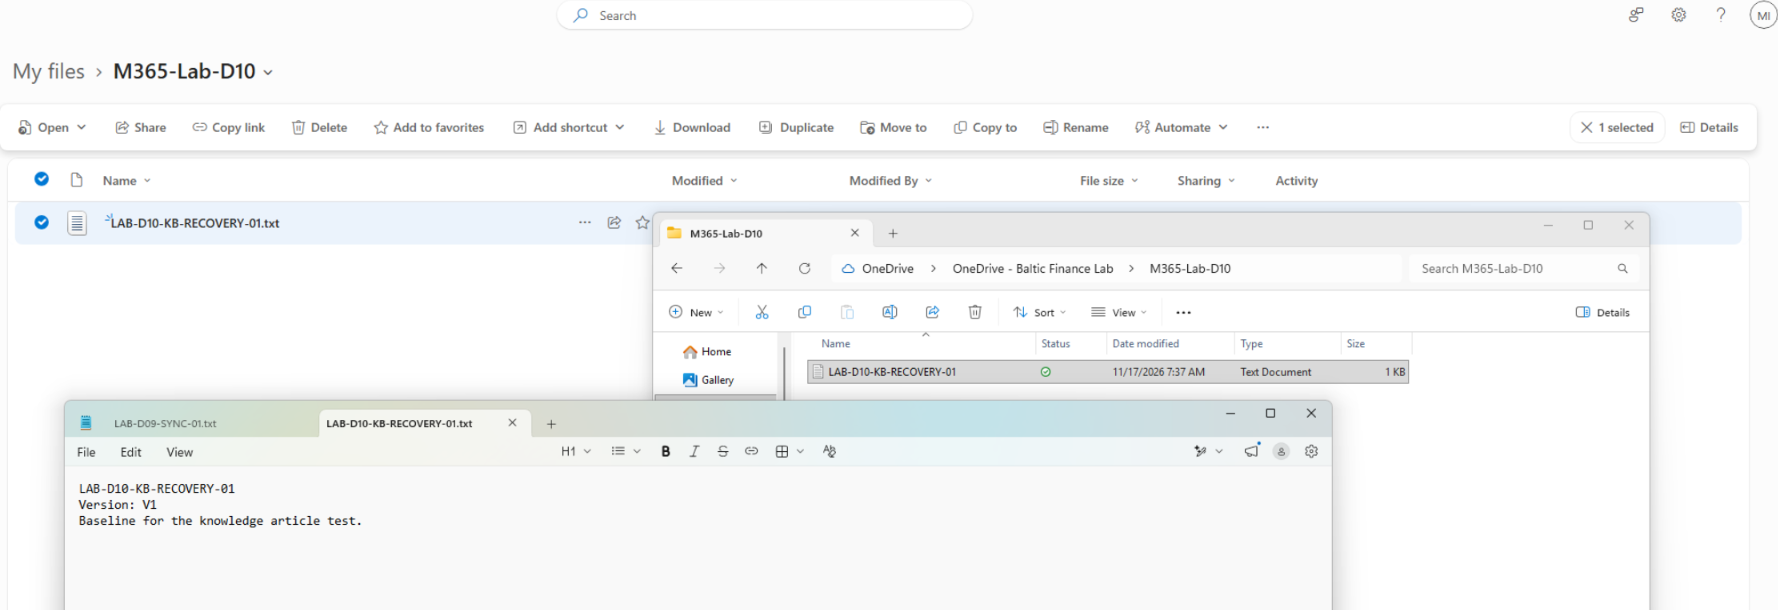 Search
MI
My files > M365-Lab-D10
Open Share Copy link Delete Add to favorites Add shortcut Download Duplicate Move to Copy to Rename Automate ... 1 selected Details
Name Modified Modified By File size Sharing Activity
LAB-D10-KB-RECOVERY-01.txt
M365-Lab-D10
OneDrive > OneDrive - Baltic Finance Lab > M365-Lab-D10
Search M365-Lab-D10
New Sort View ... Details
Name Status Date modified Type Size
Home
LAB-D10-KB-RECOVERY-01 11/17/2026 7:37 AM Text Document 1 KB
Gallery
LAB-D09-SYNC-01.txt LAB-D10-KB-RECOVERY-01.txt
File Edit View H1 B I S
LAB-D10-KB-RECOVERY-01
Version: V1
Baseline for the knowledge article test.